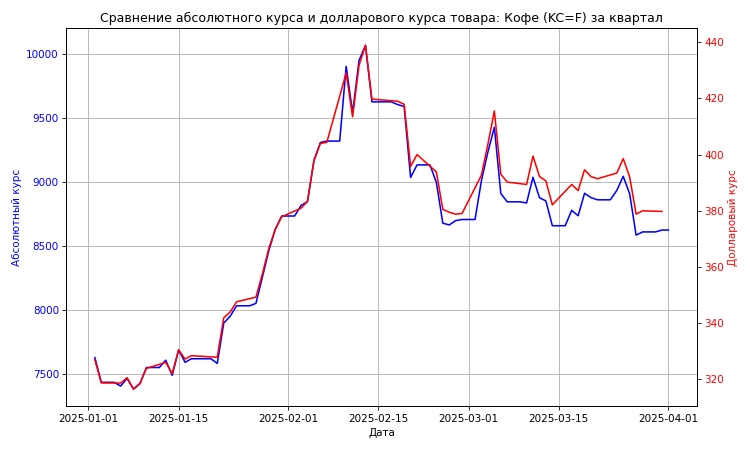 Сравнение абсолютного курса и долларового курса товара: Кофе (KC=F) за квартал
10000
9500
9000
8500
8000
7500
Абсолютный курс
440
420
400
380
360
340
320
Долларовый курс
2025-01-01 2025-01-15 2025-02-01 2025-02-15 2025-03-01 2025-03-15 2025-04-01
Дата